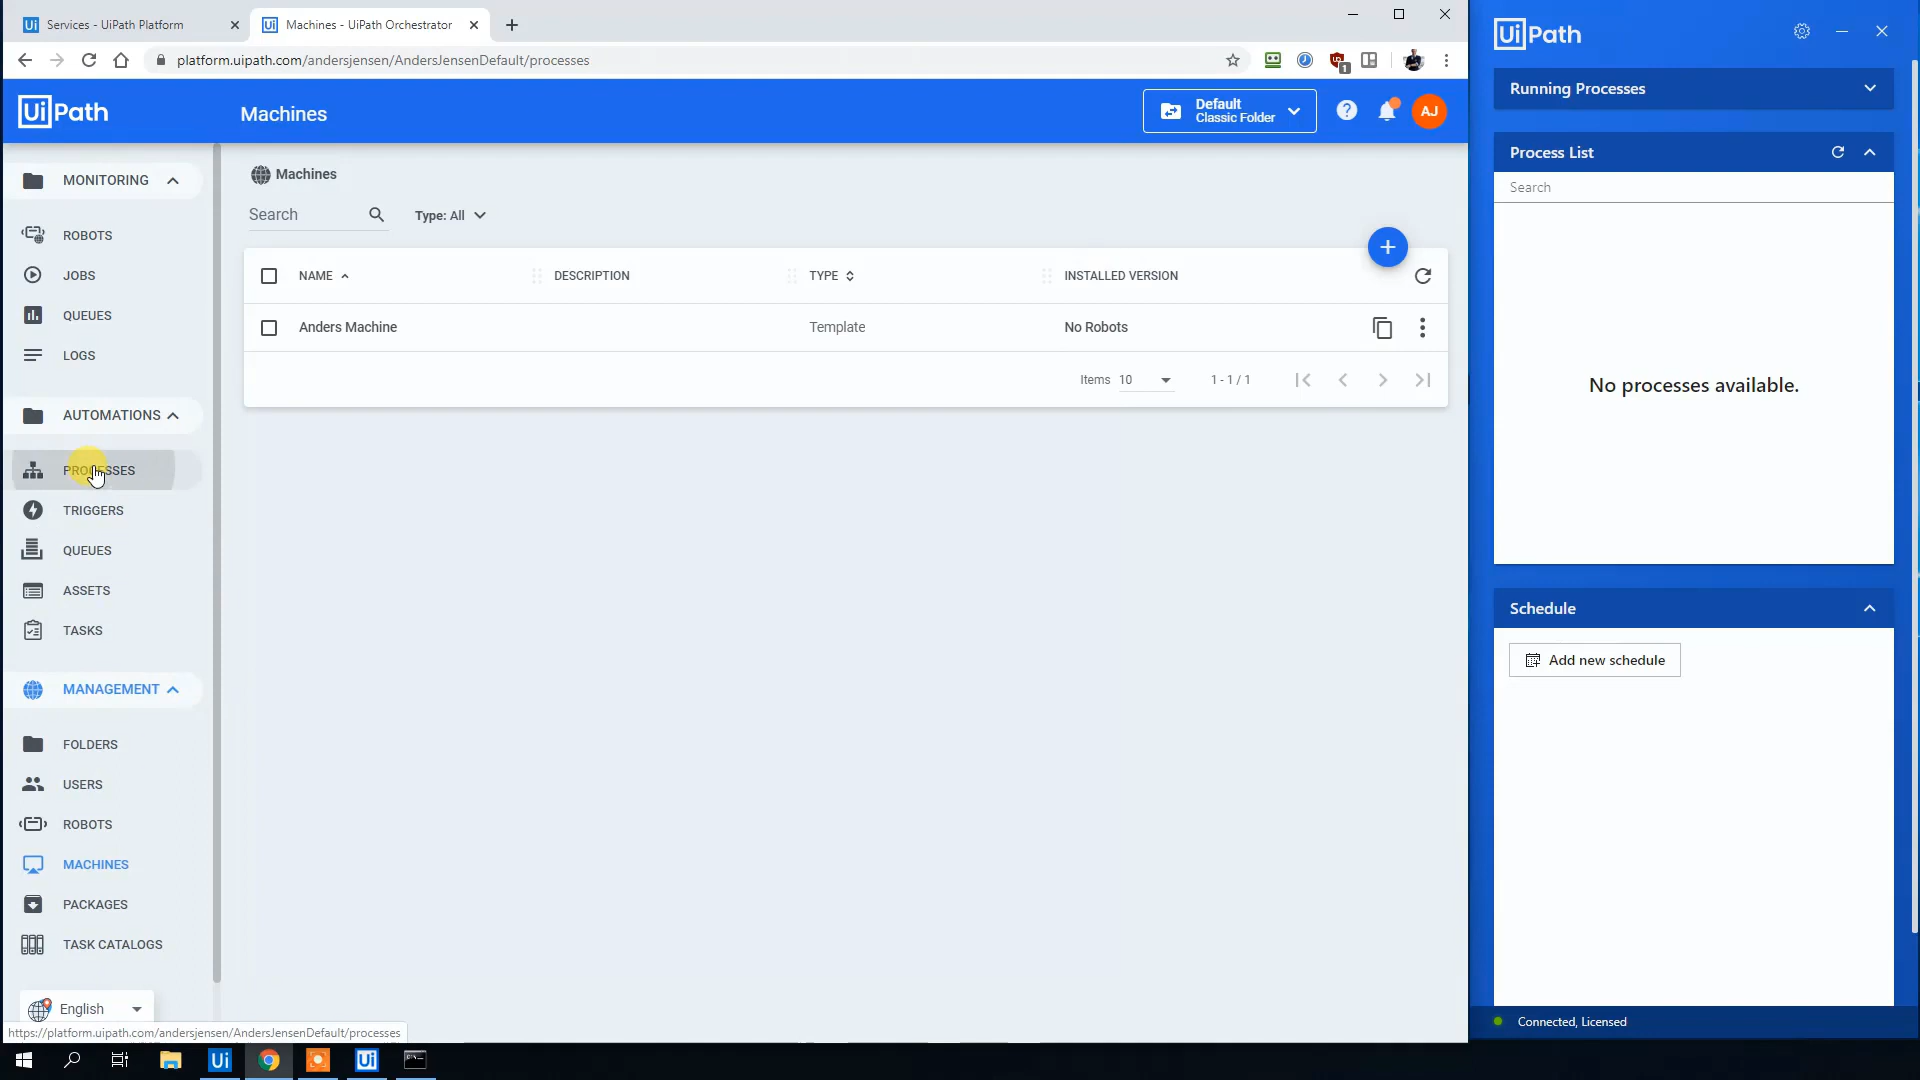 Services - UiPath Platform
Machines - UiPath Orchestrator
platform.uipath.com/andersjensen/AndersJensenDefault/processes
1
UiPath
Machines
Default
Classic Folder
AJ
MONITORING
ROBOTS
JOBS
QUEUES
LOGS
AUTOMATIONS
PROCESSES
TRIGGERS
QUEUES
ASSETS
TASKS
MANAGEMENT
FOLDERS
USERS
ROBOTS
MACHINES
PACKAGES
TASK CATALOGS
English
https://platform.uipath.com/andersjensen/AndersJensenDefault/processes
Machines
Search
Type: All
NAME DESCRIPTION TYPE INSTALLED VERSION
Anders Machine Template No Robots
Items 10 1 - 1 / 1
UiPath
Running Processes
Process List
Search
No processes available.
Schedule
Add new schedule
Connected, Licensed
Ui
Ui